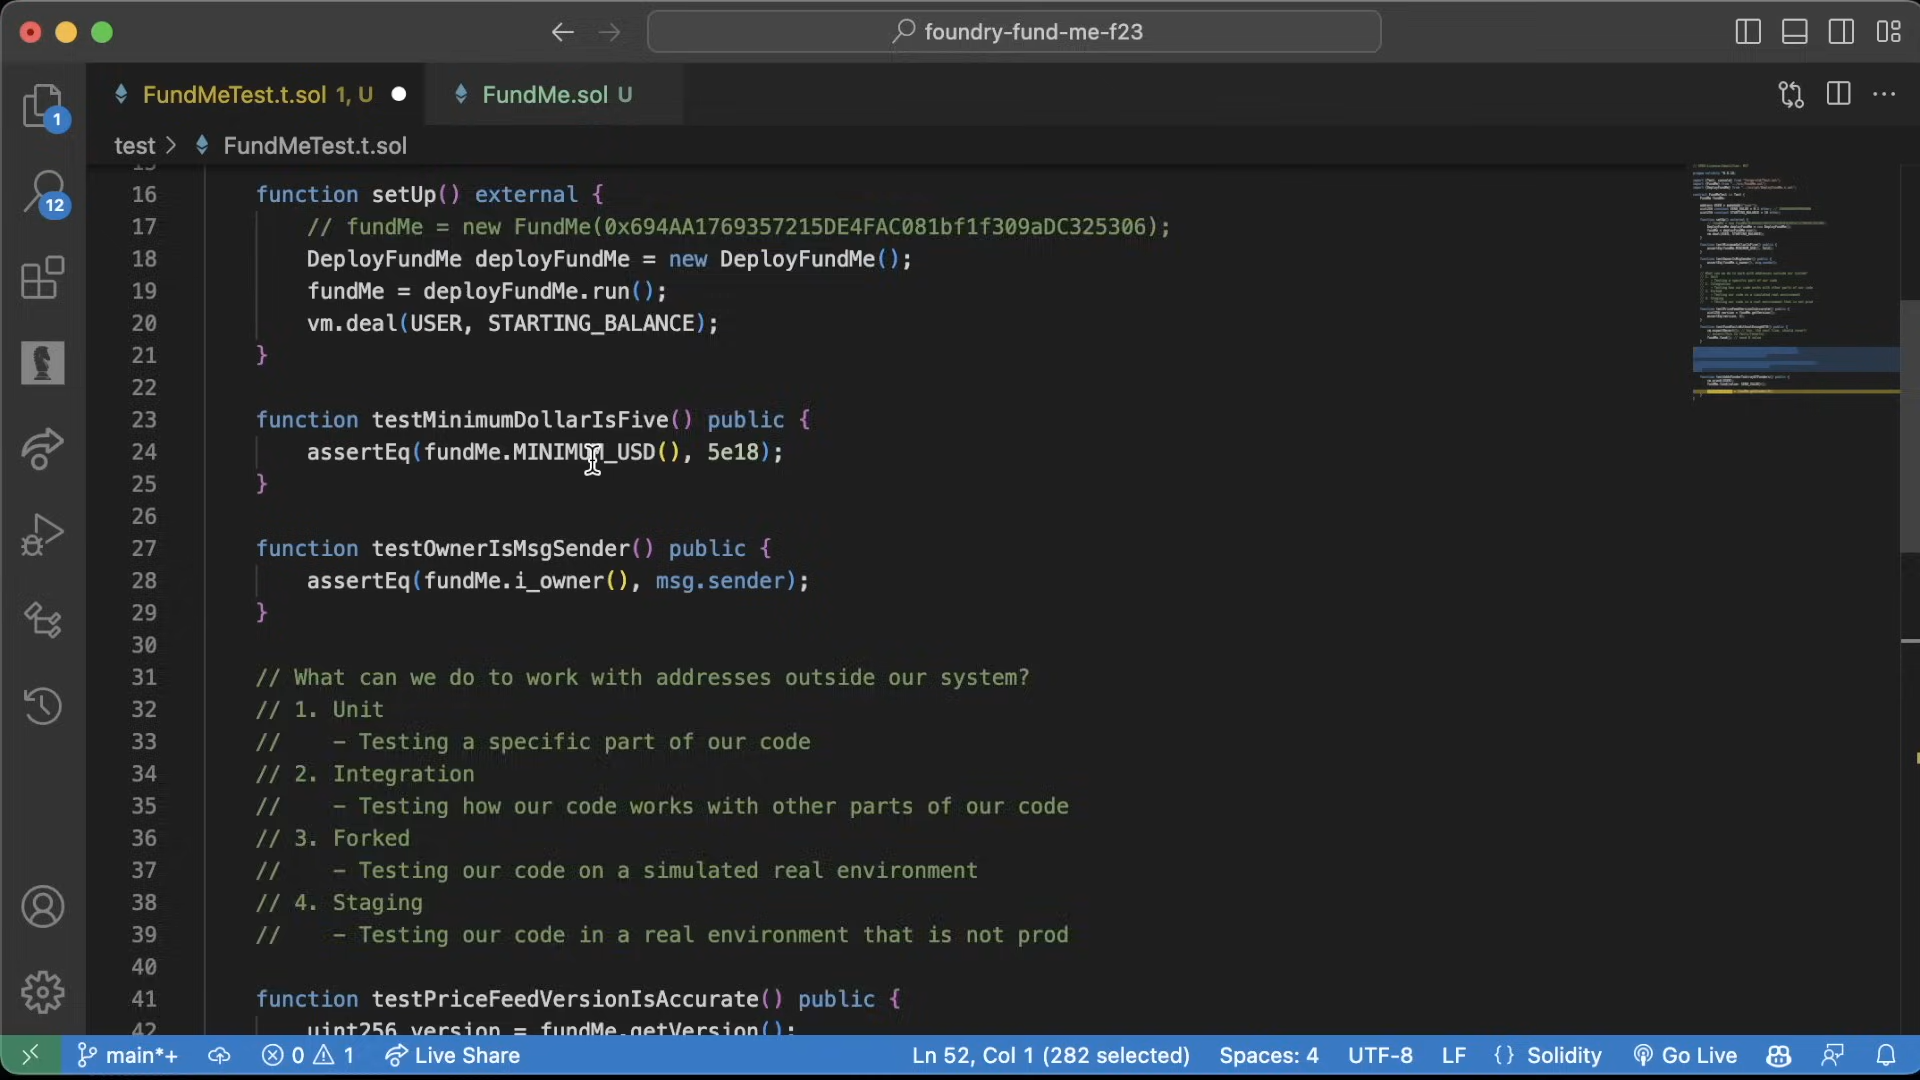 foundry-fund-me-f23
FundMeTest.t.sol 1, U
FundMe.sol U
1
test > FundMeTest.t.sol
12
16 function setUp() external {
17 // fundMe = new FundMe(0x694AA1769357215DE4FAC081bf1f309aDC325306);
18 DeployFundMe deployFundMe = new DeployFundMe();
19 fundMe = deployFundMe.run();
20 vm.deal(USER, STARTING_BALANCE);
21 }
22
23 function testMinimumDollarIsFive() public {
24 assertEq(fundMe.MINIMUM_USD(), 5e18);
25 }
26
27 function testOwnerIsMsgSender() public {
28 assertEq(fundMe.i_owner(), msg.sender);
29 }
30
31 // What can we do to work with addresses outside our system?
32 // 1. Unit
33 // - Testing a specific part of our code
34 // 2. Integration
35 // - Testing how our code works with other parts of our code
36 // 3. Forked
37 // - Testing our code on a simulated real environment
38 // 4. Staging
39 // - Testing our code in a real environment that is not prod
40
41 function testPriceFeedVersionIsAccurate() public {
42 uint256 version = fundMe.getVersion();
main*+ 0 1 Live Share Ln 52, Col 1 (282 selected) Spaces: 4 UTF-8 LF {} Solidity Go Live